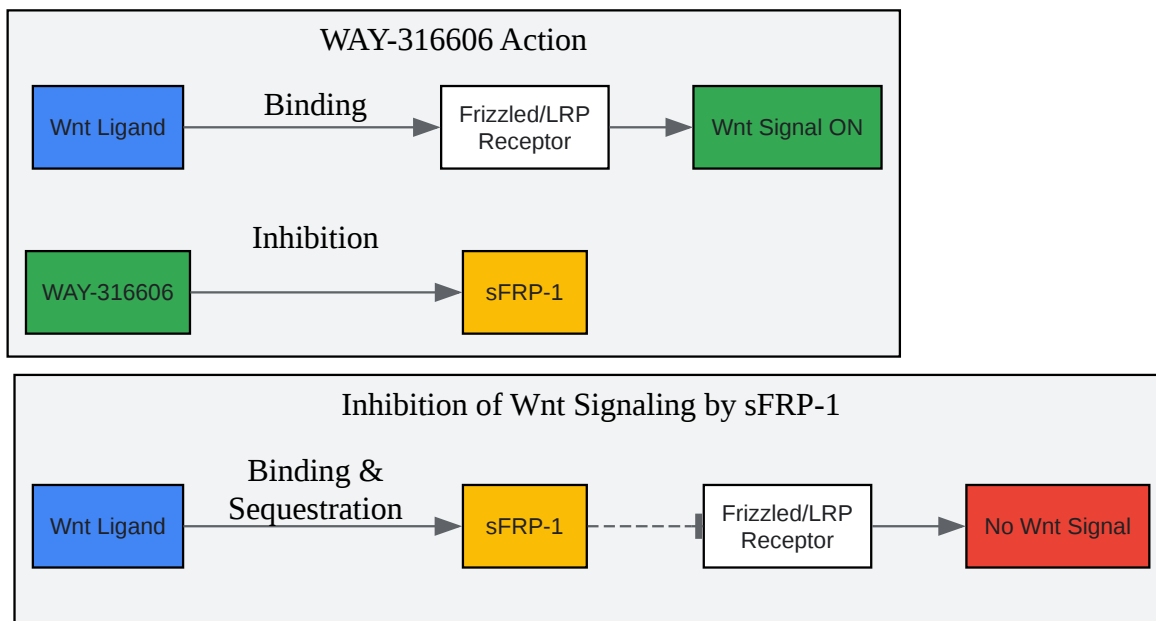 WAY-316606 Action
Binding
Wnt Ligand
Frizzled/LRP
Receptor
Wnt Signal ON
Inhibition
WAY-316606
sFRP-1
Inhibition of Wnt Signaling by sFRP-1
Binding &
Sequestration
Wnt Ligand
sFRP-1
Frizzled/LRP
Receptor
No Wnt Signal